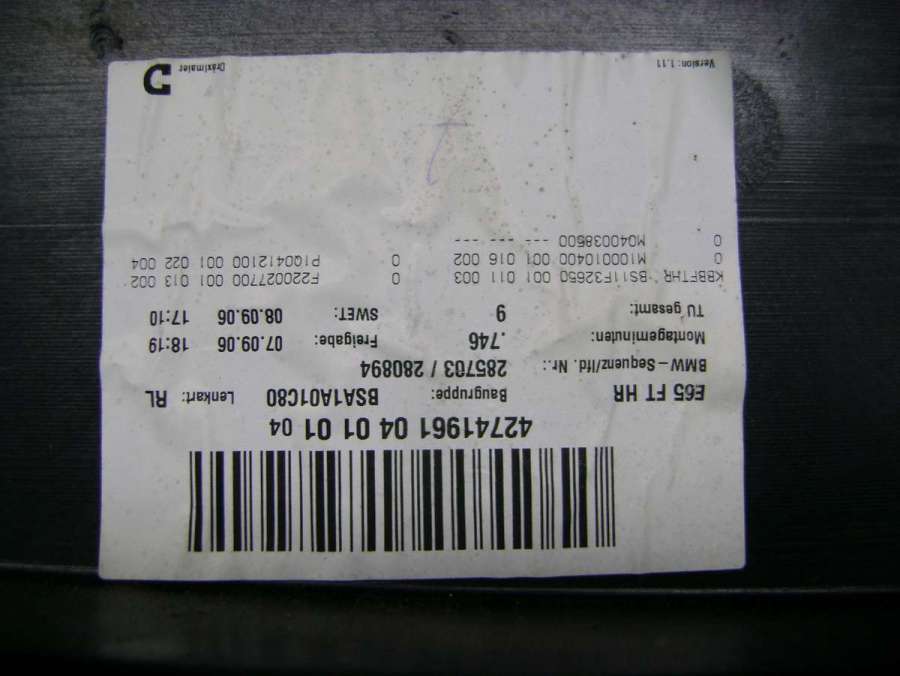 42741961 04 01 01 04
E65 FT HR Baugruppe: BSA1A01C80 Lenkart: RL
BMW-Sequenz/lfd. Nr.: 285703 / 280894
Montageminuten: .746 Freigabe: 07.09.06 18:19
TU gesamt: 9 SWET: 08.09.06 17:10
KBBFTHR BS11F32650 001 011 003 0 F220027700 001 013 002
0 M100010400 001 016 002 0 P1Q0412100 001 022 004
0 M040038500 --- --- ---
Version: 1.11 Dräxlmaier